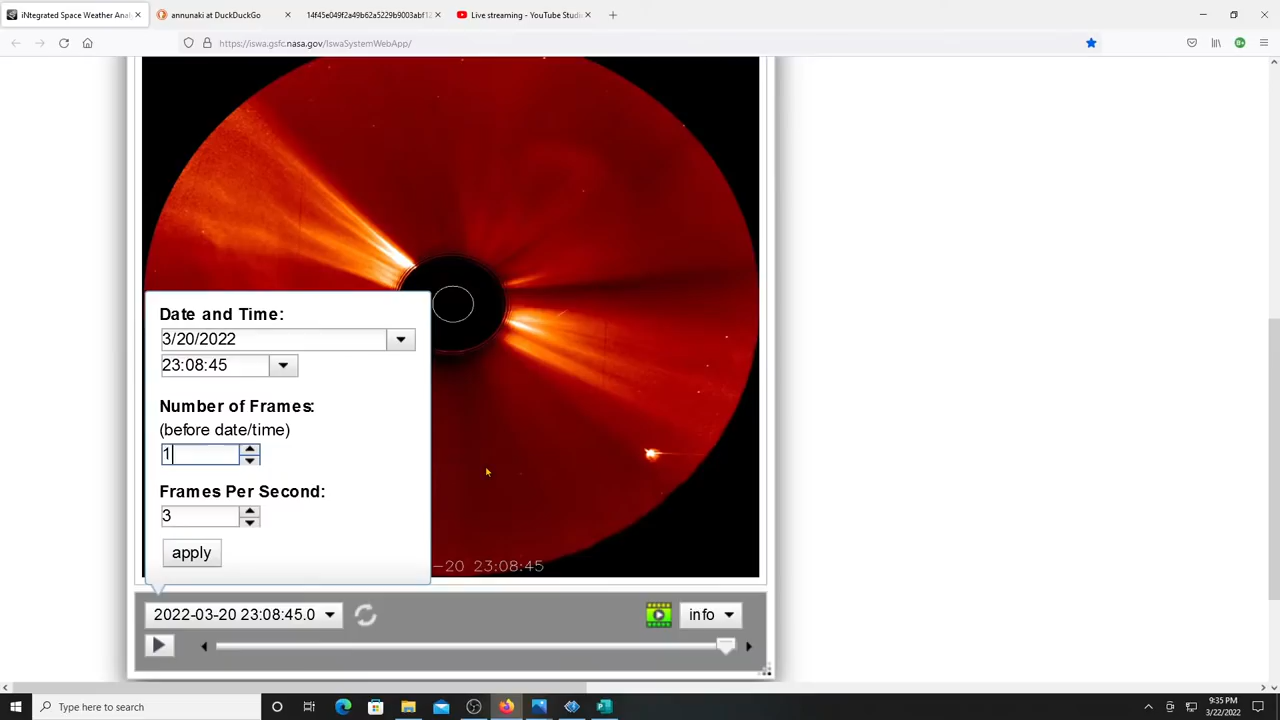 iNtegrated Space Weather Anal
annunaki at DuckDuckGo
14f45e049f2a49b62a5229b9003abf12
Live streaming - YouTube Studi
https://iswa.gsfc.nasa.gov/IswaSystemWebApp/
Date and Time:
3/20/2022
23:08:45
Number of Frames:
(before date/time)
1
Frames Per Second:
3
apply
-20 23:08:45
2022-03-20 23:08:45.0
info
Type here to search
9:35 PM
3/22/2022